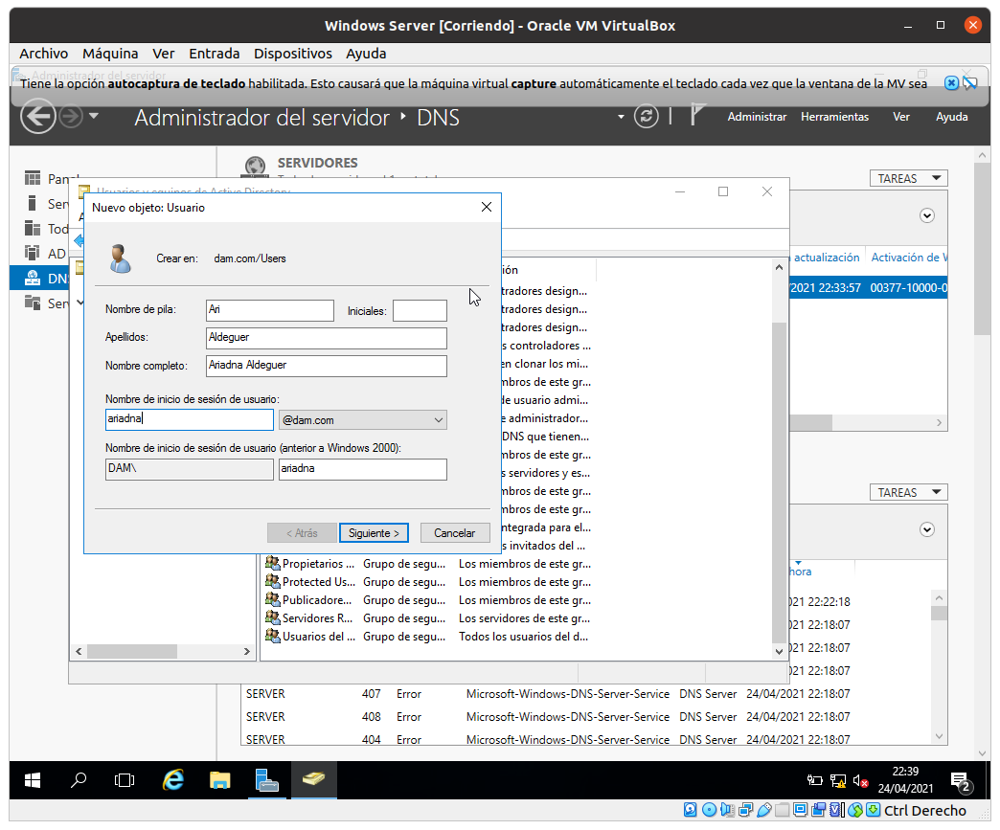 Windows Server [Corriendo] - Oracle VM VirtualBox
Archivo Máquina Ver Entrada Dispositivos Ayuda
Administrador del servidor
Tiene la opción autocaptura de teclado habilitada. Esto causará que la máquina virtual capture automáticamente el teclado cada vez que la ventana de la MV sea
Administrador del servidor DNS
Administrar Herramientas Ver Ayuda
SERVIDORES
TAREAS
Usuarios y equipos de Active Directory
Nuevo objeto: Usuario
Crear en: dam.com/Users
Nombre de pila: Ari Iniciales:
Apellidos: Aldeguer
Nombre completo: Ariadna Aldeguer
Nombre de inicio de sesión de usuario:
ariadna @dam.com
Nombre de inicio de sesión de usuario (anterior a Windows 2000):
DAM\ ariadna
< Atrás Siguiente > Cancelar
Pane
Serv
Tod
AD
DNS
Serv
actualización Activación de W
/2021 22:33:57 00377-10000-0
ión
tradores design...
tradores design...
tradores design...
s controladores ...
en clonar los mi...
mbros de este gr...
de usuario admi...
e administrador...
DNS que tienen...
mbros de este gr...
s servidores y es...
mbros de este gr...
mbros de este gr...
ntegrada para el...
s invitados del ...
Propietarios ... Grupo de segu... Los miembros de este gr...
Protected Us... Grupo de segu... Los miembros de este gr...
Publicadore... Grupo de segu... Los miembros de este gr...
Servidores R... Grupo de segu... Los servidores de este gr...
Usuarios del ... Grupo de segu... Todos los usuarios del d...
TAREAS
hora
021 22:22:18
021 22:18:07
021 22:18:07
021 22:18:07
SERVER 407 Error Microsoft-Windows-DNS-Server-Service DNS Server 24/04/2021 22:18:07
SERVER 408 Error Microsoft-Windows-DNS-Server-Service DNS Server 24/04/2021 22:18:07
SERVER 404 Error Microsoft-Windows-DNS-Server-Service DNS Server 24/04/2021 22:18:07
22:39
24/04/2021
2
Ctrl Derecho